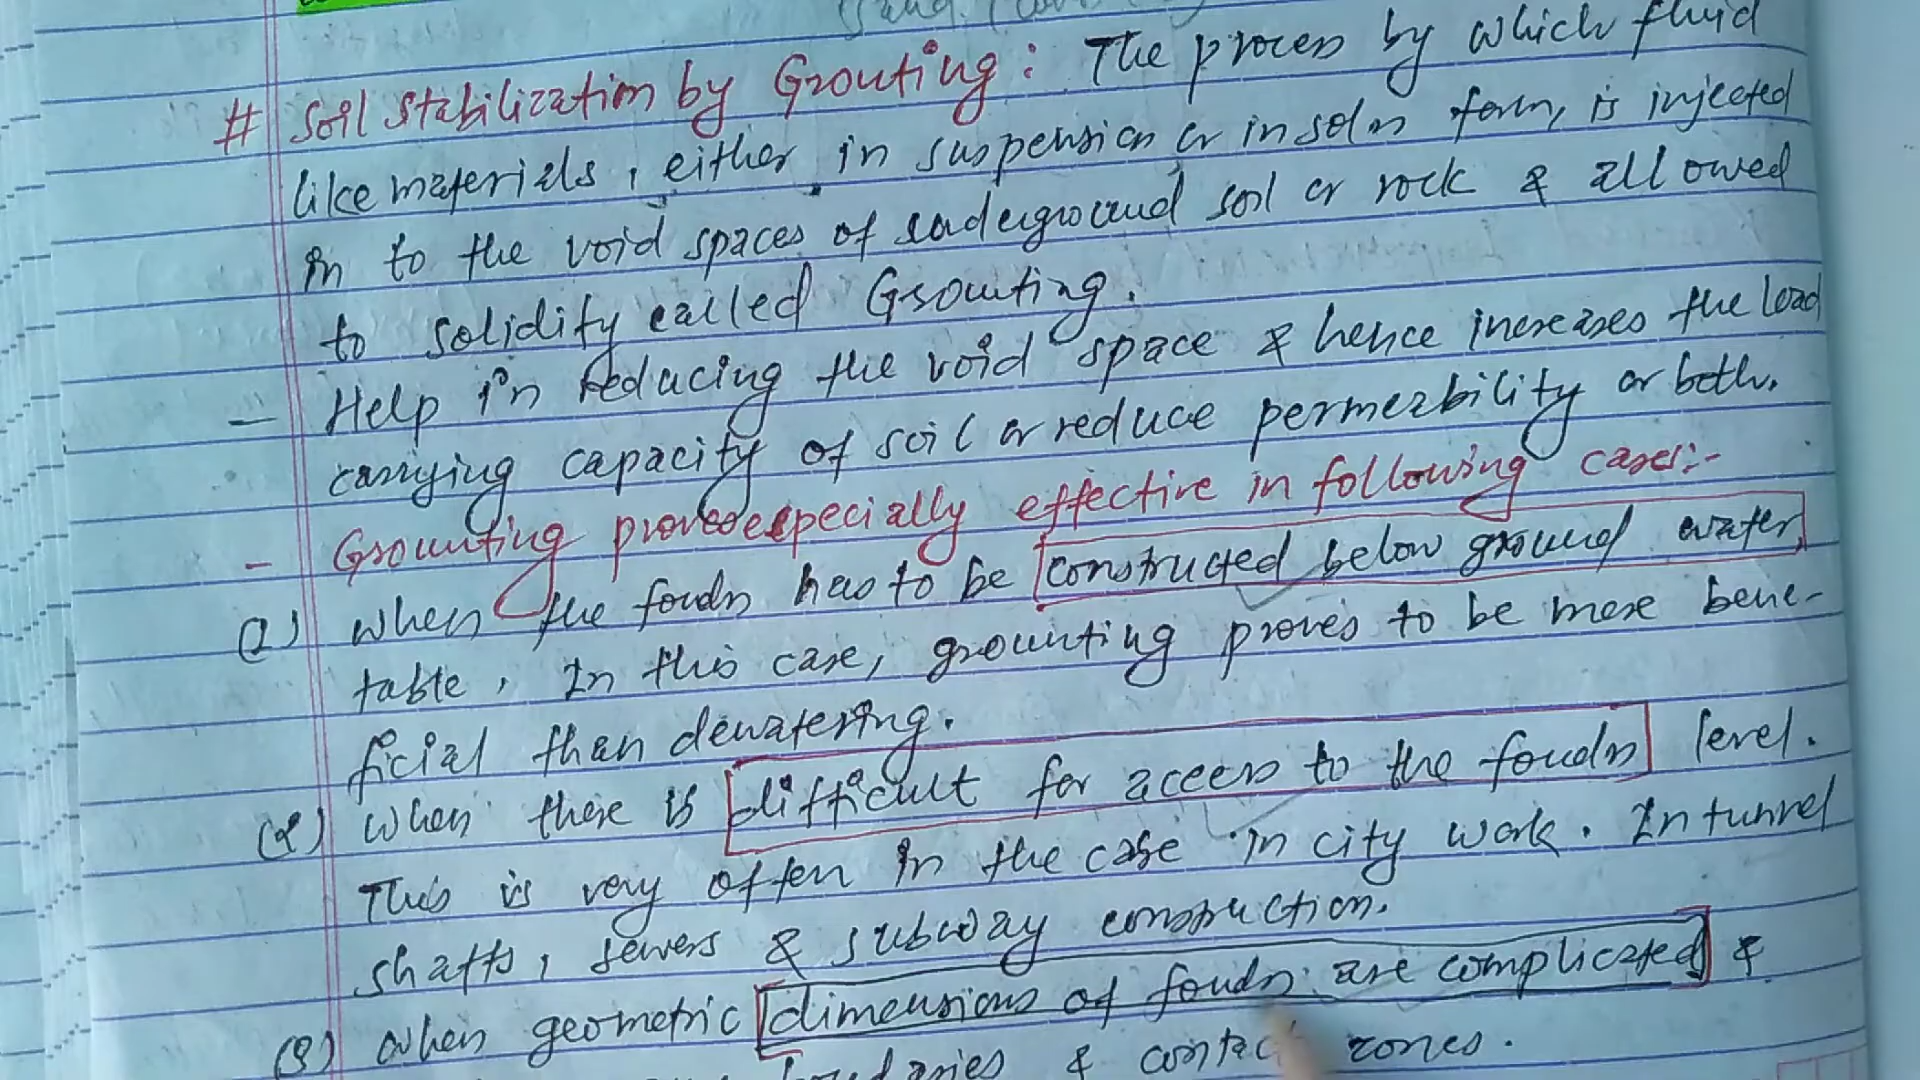 # Soil stabilization by Grouting : The process by which fluid
like materials, either in suspension or in soln form, is injected
in to the void spaces of underground soil or rock & allowed
to solidify called Grouting.
— Help in reducing the void space & hence increases the load
carrying capacity of soil or reduce permeability or both.
- Grounting proves especially effective in following cases:-
(1) When the foudn has to be constructed below ground water
table, In this case, grounting proves to be more bene-
ficial than dewatering.
(2) When there is difficult for access to the foudn level.
This is very often in the case in city work. In tunnel
shafts, sewers & subway construction.
(3) When geometric dimensions of foudn are complicated &
& contact zones.